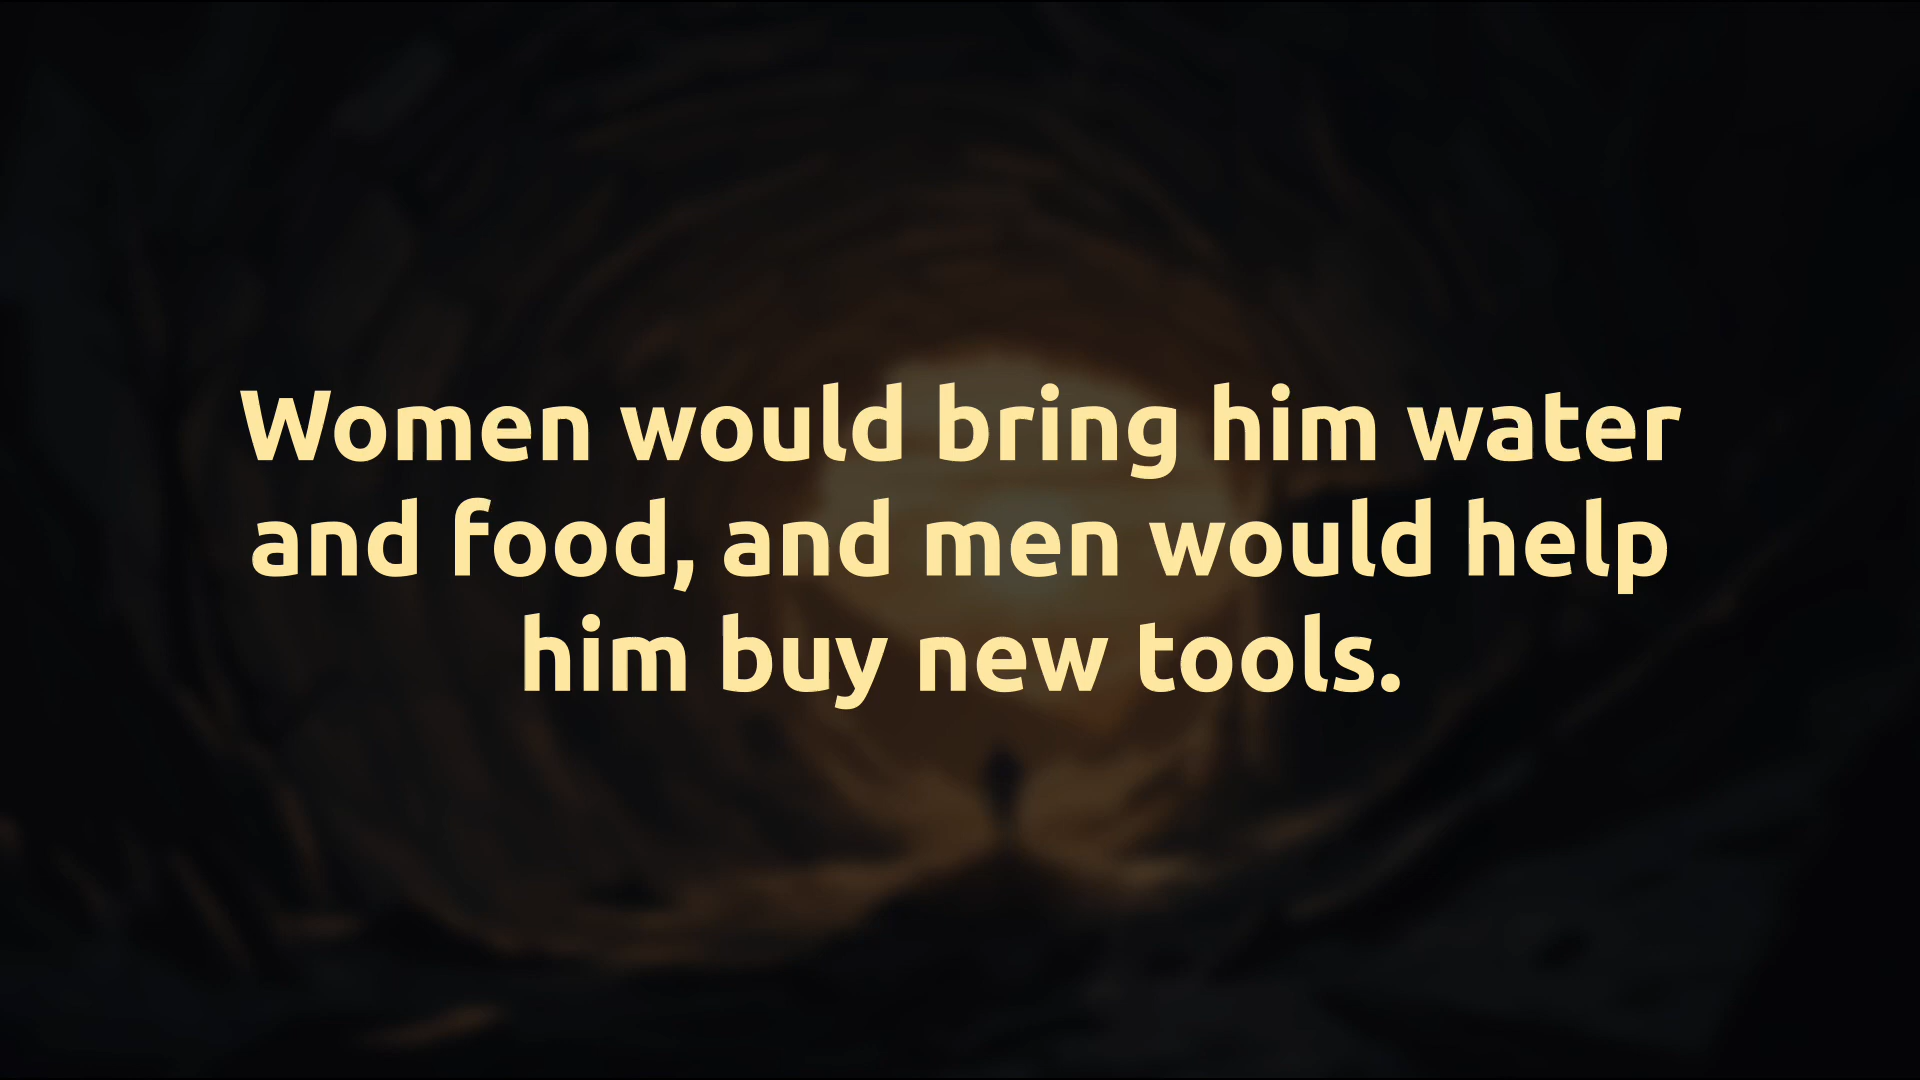 Women would bring him water
and food, and men would help
him buy new tools.